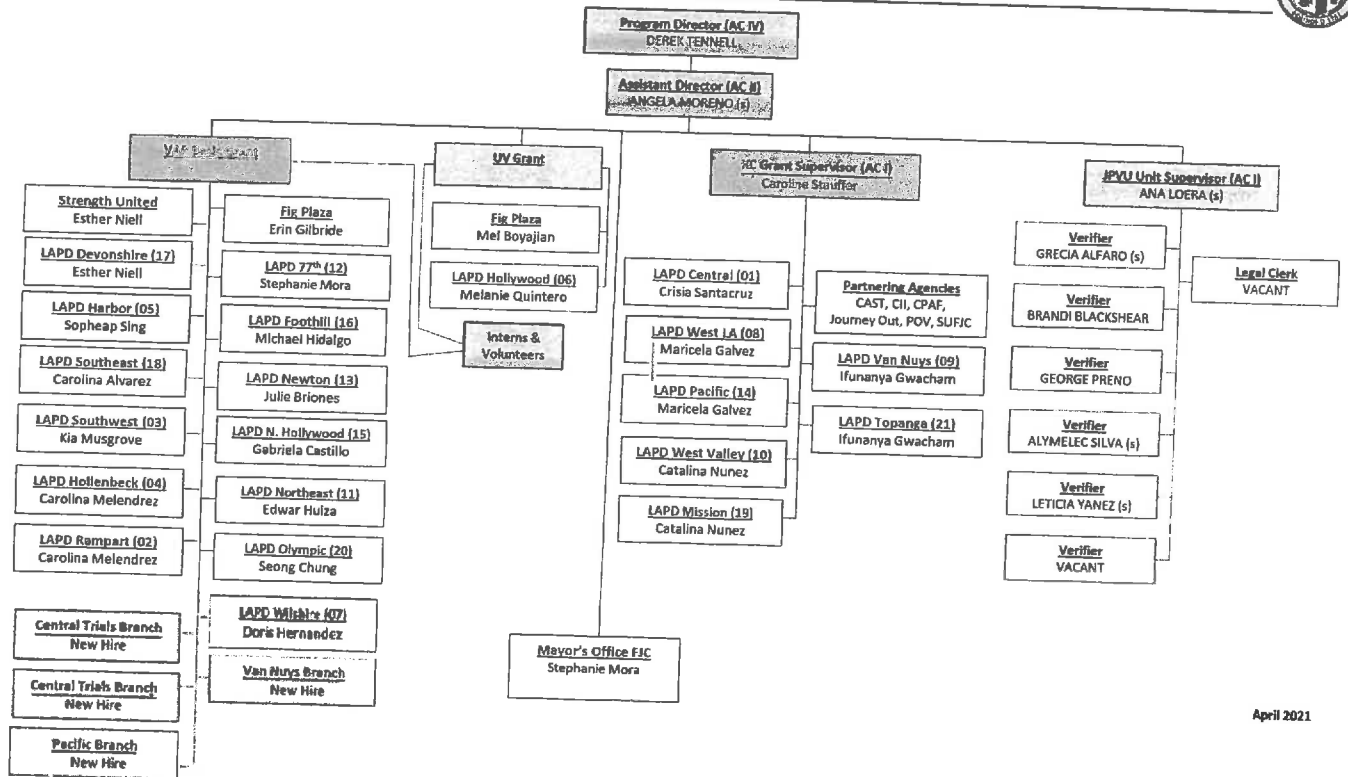 Program Director (AC IV)
DEREK TENNELL
Assistant Director (AC II)
ANGELA MORENO (s)
Grant
Strength United
Esther Niell
LAPD Devonshire (17)
Esther Niell
LAPD Harbor (05)
Sopheap Sing
LAPD Southeast (18)
Carolina Alvarez
LAPD Southwest (03)
Kia Musgrove
LAPD Hollenbeck (04)
Carolina Melendrez
LAPD Rampart (02)
Carolina Melendrez
Central Trials Branch
New Hire
Central Trials Branch
New Hire
Pacific Branch
New Hire
Fig Plaza
Erin Gilbride
LAPD 77th (12)
Stephanie Mora
LAPD Foothill (16)
Michael Hidalgo
LAPD Newton (13)
Julie Briones
LAPD N. Hollywood (15)
Gabriela Castillo
LAPD Northeast (11)
Edwar Huiza
LAPD Olympic (20)
Seong Chung
LAPD Wilshire (07)
Doris Hernandez
Van Nuys Branch
New Hire
UV Grant
Fig Plaza
Mel Boyajian
LAPD Hollywood (06)
Melanie Quintero
Interns &
Volunteers
Mayor's Office FJC
Stephanie Mora
Grant Supervisor (AC I)
Caroline Stauffer
LAPD Central (01)
Crisia Santacruz
LAPD West LA (08)
Maricela Galvez
LAPD Pacific (14)
Maricela Galvez
LAPD West Valley (10)
Catalina Nunez
LAPD Mission (19)
Catalina Nunez
Partnering Agencies
CAST, CII, CPAF,
Journey Out, POV, SUFJC
LAPD Van Nuys (09)
Ifunanya Gwacham
LAPD Topanga (21)
Ifunanya Gwacham
JPVU Unit Supervisor (AC I)
ANA LOERA (s)
Verifier
GRECIA ALFARO (s)
Verifier
BRANDI BLACKSHEAR
Verifier
GEORGE PRENO
Verifier
ALYMELEC SILVA (s)
Verifier
LETICIA YANEZ (s)
Verifier
VACANT
Legal Clerk
VACANT
April 2021